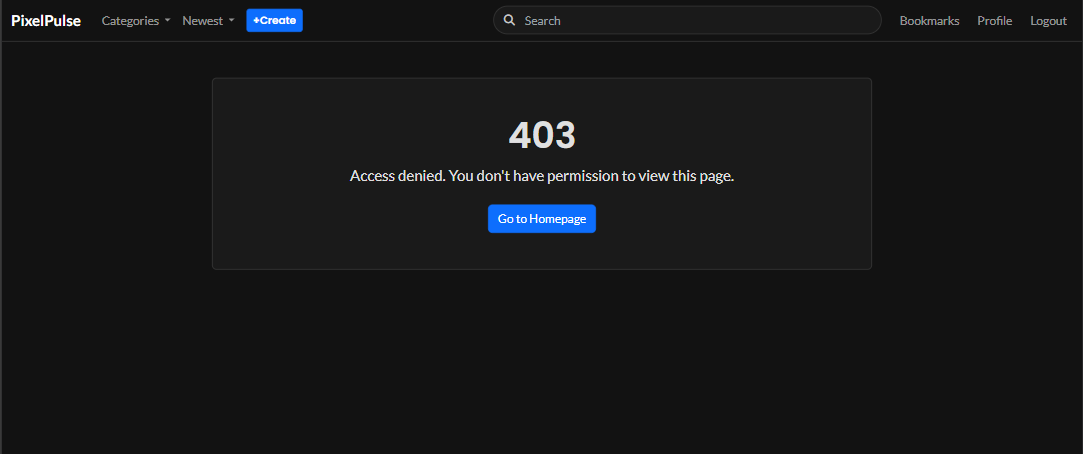 PixelPulse Categories Newest +Create Search Bookmarks Profile Logout
403
Access denied. You don't have permission to view this page.
Go to Homepage